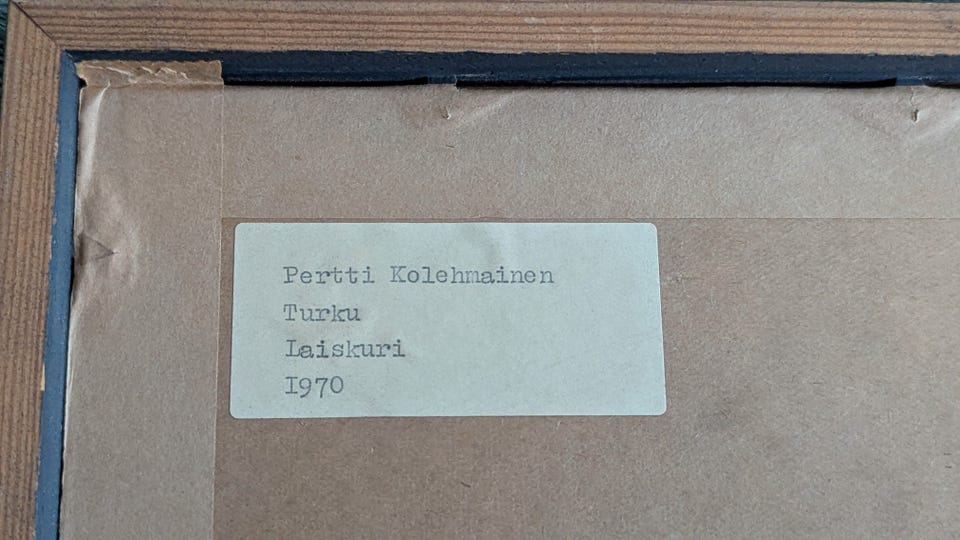 Pertti Kolehmainen
Turku
Laiskuri
I970